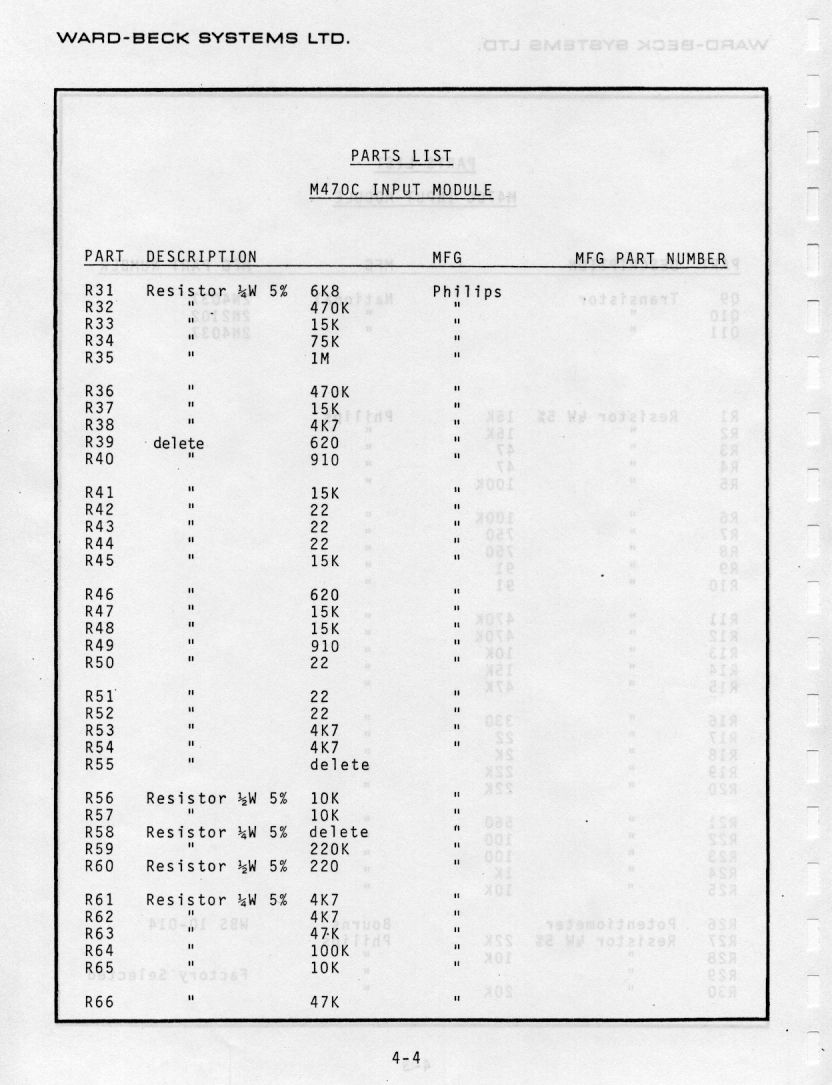 WARD-BECK SYSTEMS LTD.
PARTS LIST
M470C INPUT MODULE
PART DESCRIPTION MFG MFG PART NUMBER
R31 Resistor ¼W 5% 6K8 Philips
R32 " 470K "
R33 " 15K "
R34 " 75K "
R35 " 1M "
R36 " 470K "
R37 " 15K "
R38 " 4K7 "
R39 delete 620 "
R40 " 910 "
R41 " 15K "
R42 " 22 "
R43 " 22 "
R44 " 22 "
R45 " 15K "
R46 " 620 "
R47 " 15K "
R48 " 15K "
R49 " 910 "
R50 " 22 "
R51 " 22 "
R52 " 22 "
R53 " 4K7 "
R54 " 4K7 "
R55 " delete
R56 Resistor ½W 5% 10K "
R57 " 10K "
R58 Resistor ¼W 5% delete "
R59 " 220K "
R60 Resistor ½W 5% 220 "
R61 Resistor ¼W 5% 4K7 "
R62 " 4K7 "
R63 " 47K "
R64 " 100K "
R65 " 10K "
R66 " 47K "
4-4